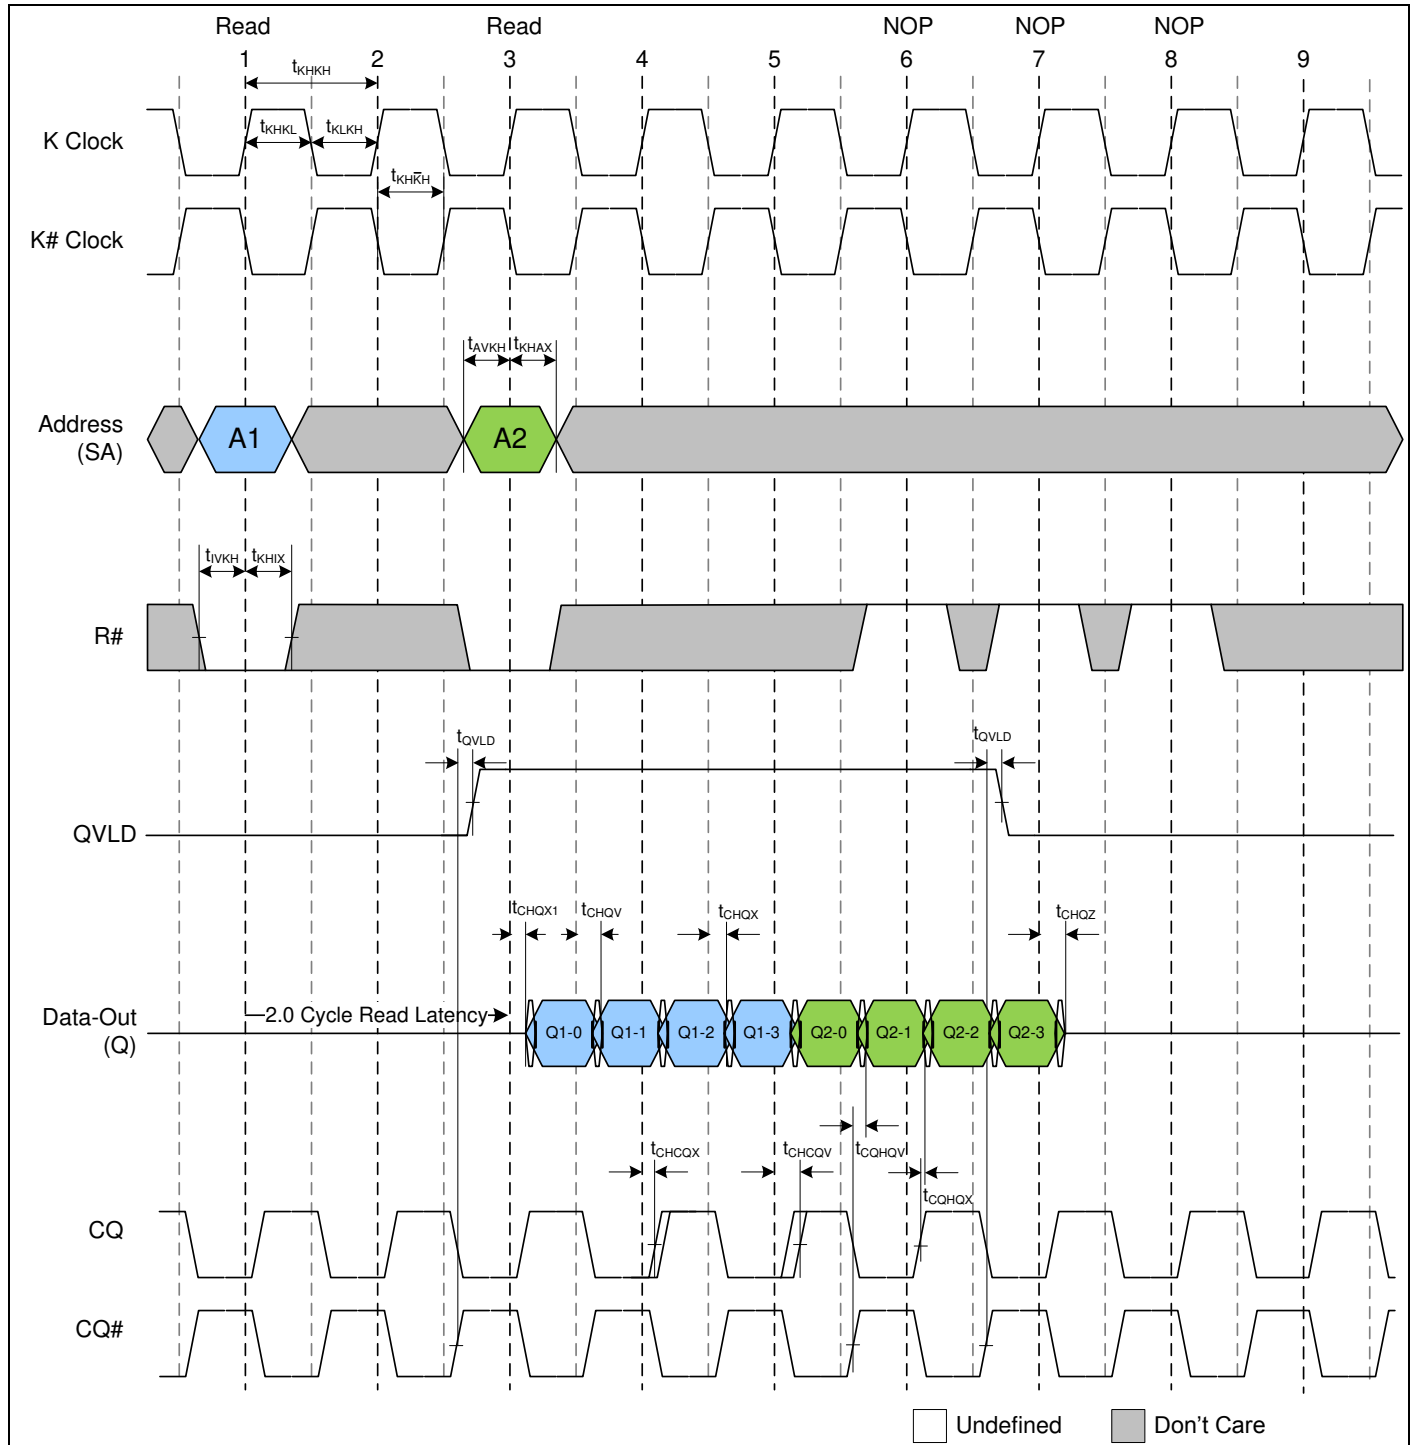 Read Read NOP NOP NOP
1 2 3 4 5 6 7 8 9
tKHKH
K Clock
tKHKL tKLKH
tKHK̄H
K# Clock
tAVKH tKHAX
Address
(SA)
A1 A2
tIVKH tKHIX
R#
tQVLD tQVLD
QVLD
tCHQX1 tCHQV tCHQX tCHQZ
Data-Out
(Q)
2.0 Cycle Read Latency
Q1-0 Q1-1 Q1-2 Q1-3 Q2-0 Q2-1 Q2-2 Q2-3
tCHCQX tCHCQV tCQHQV
tCQHQX
CQ
CQ#
Undefined Don't Care